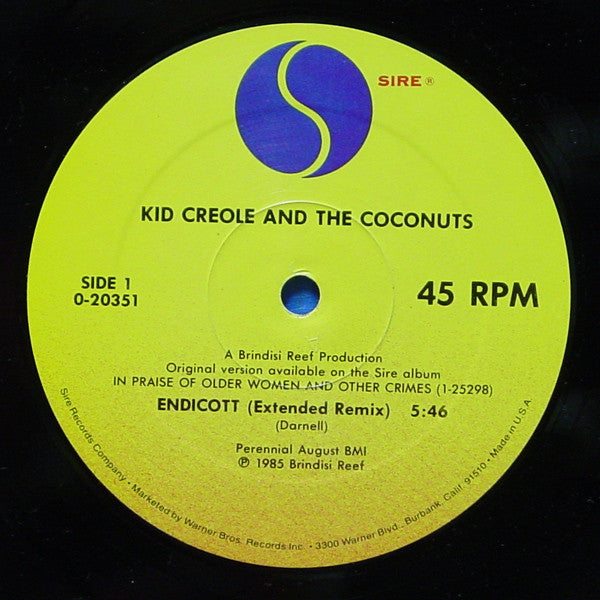 SIRE ®
KID CREOLE AND THE COCONUTS
SIDE 1
0-20351
45 RPM
A Brindisi Reef Production
Original version available on the Sire album
IN PRAISE OF OLDER WOMEN AND OTHER CRIMES (1-25298)
ENDICOTT (Extended Remix) 5:46
(Darnell)
Perennial August BMI
℗ 1985 Brindisi Reef
Sire Records Company • Marketed by Warner Bros. Records Inc. • 3300 Warner Blvd., Burbank, Calif. 91510 • Made in U.S.A.